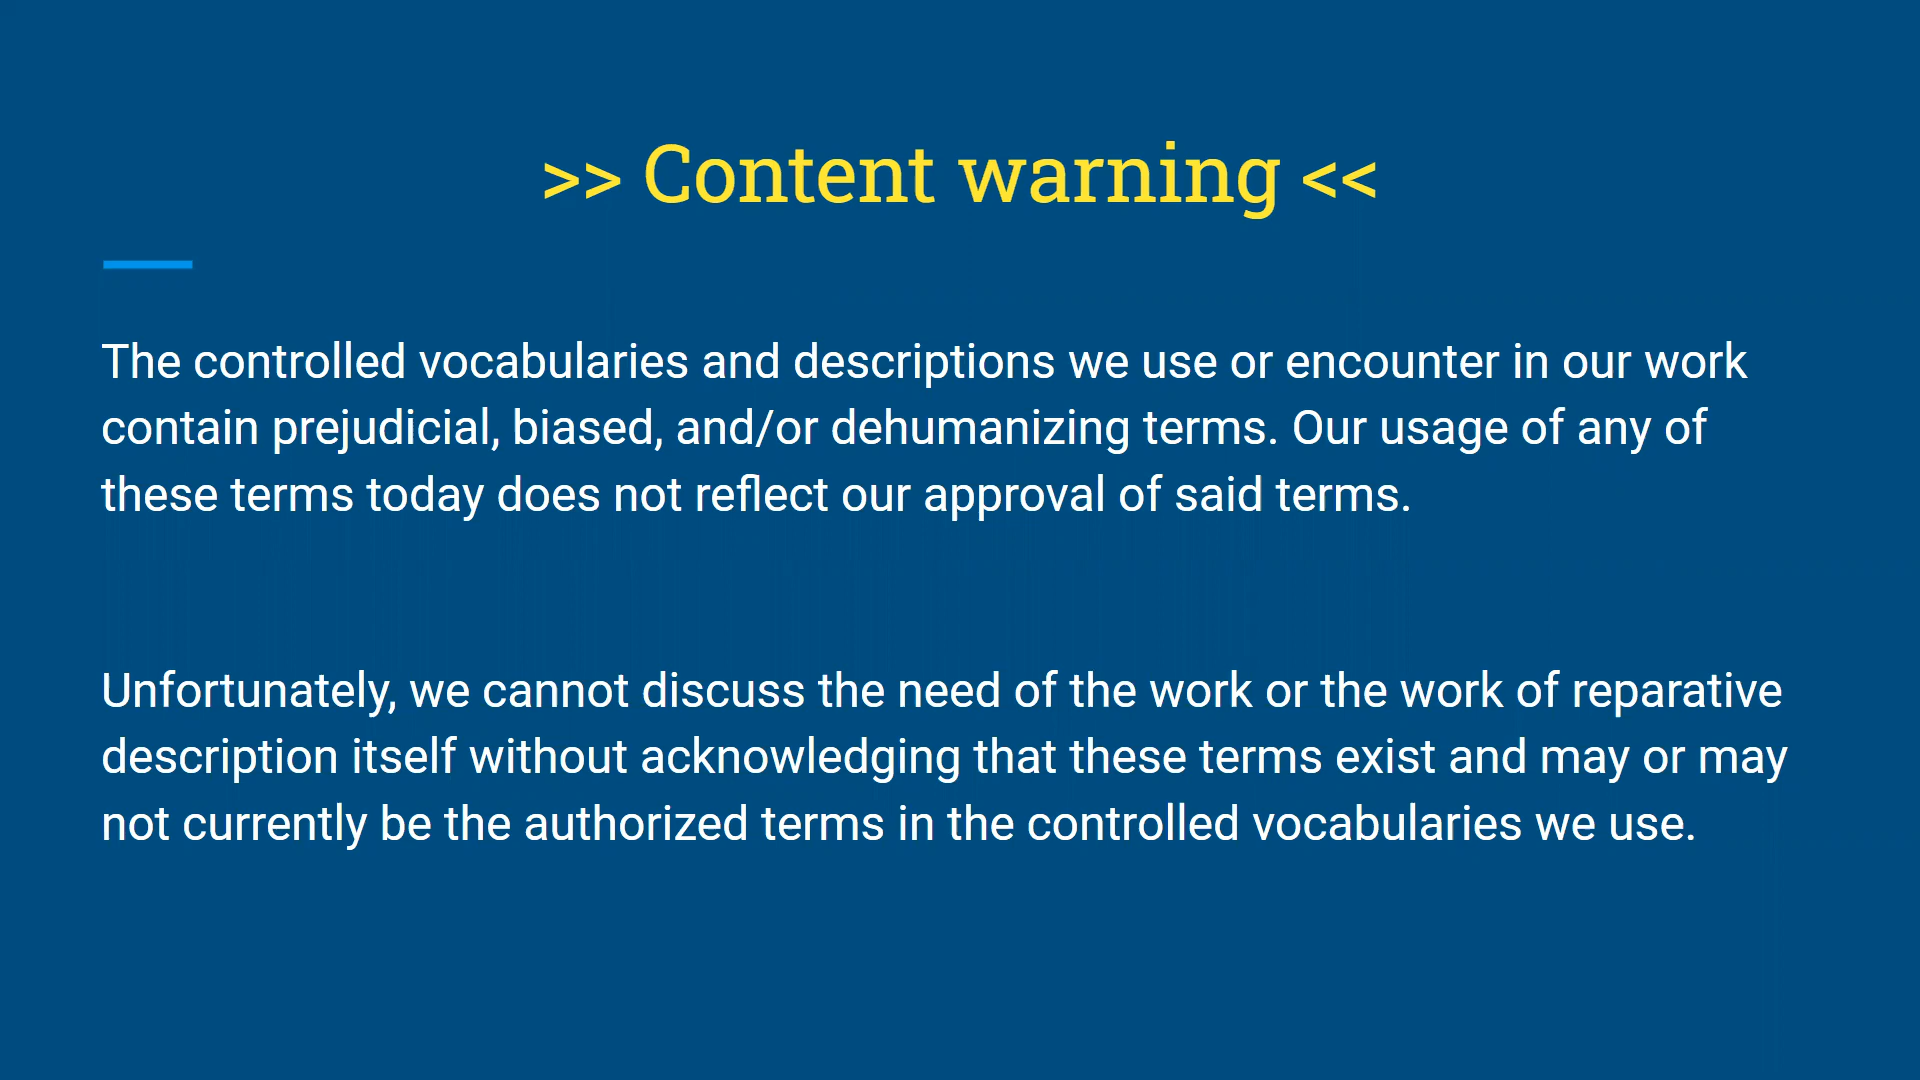 >> Content warning <<
The controlled vocabularies and descriptions we use or encounter in our work
contain prejudicial, biased, and/or dehumanizing terms. Our usage of any of
these terms today does not reflect our approval of said terms.
Unfortunately, we cannot discuss the need of the work or the work of reparative
description itself without acknowledging that these terms exist and may or may
not currently be the authorized terms in the controlled vocabularies we use.